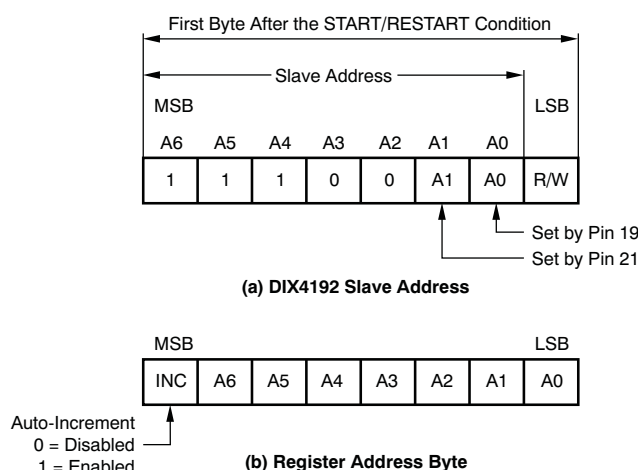 First Byte After the START/RESTART Condition
Slave Address
MSB LSB
A6 A5 A4 A3 A2 A1 A0
1 1 1 0 0 A1 A0 R/W
Set by Pin 19
Set by Pin 21
(a) DIX4192 Slave Address
MSB LSB
INC A6 A5 A4 A3 A2 A1 A0
Auto-Increment
0 = Disabled
1 = Enabled
(b) Register Address Byte